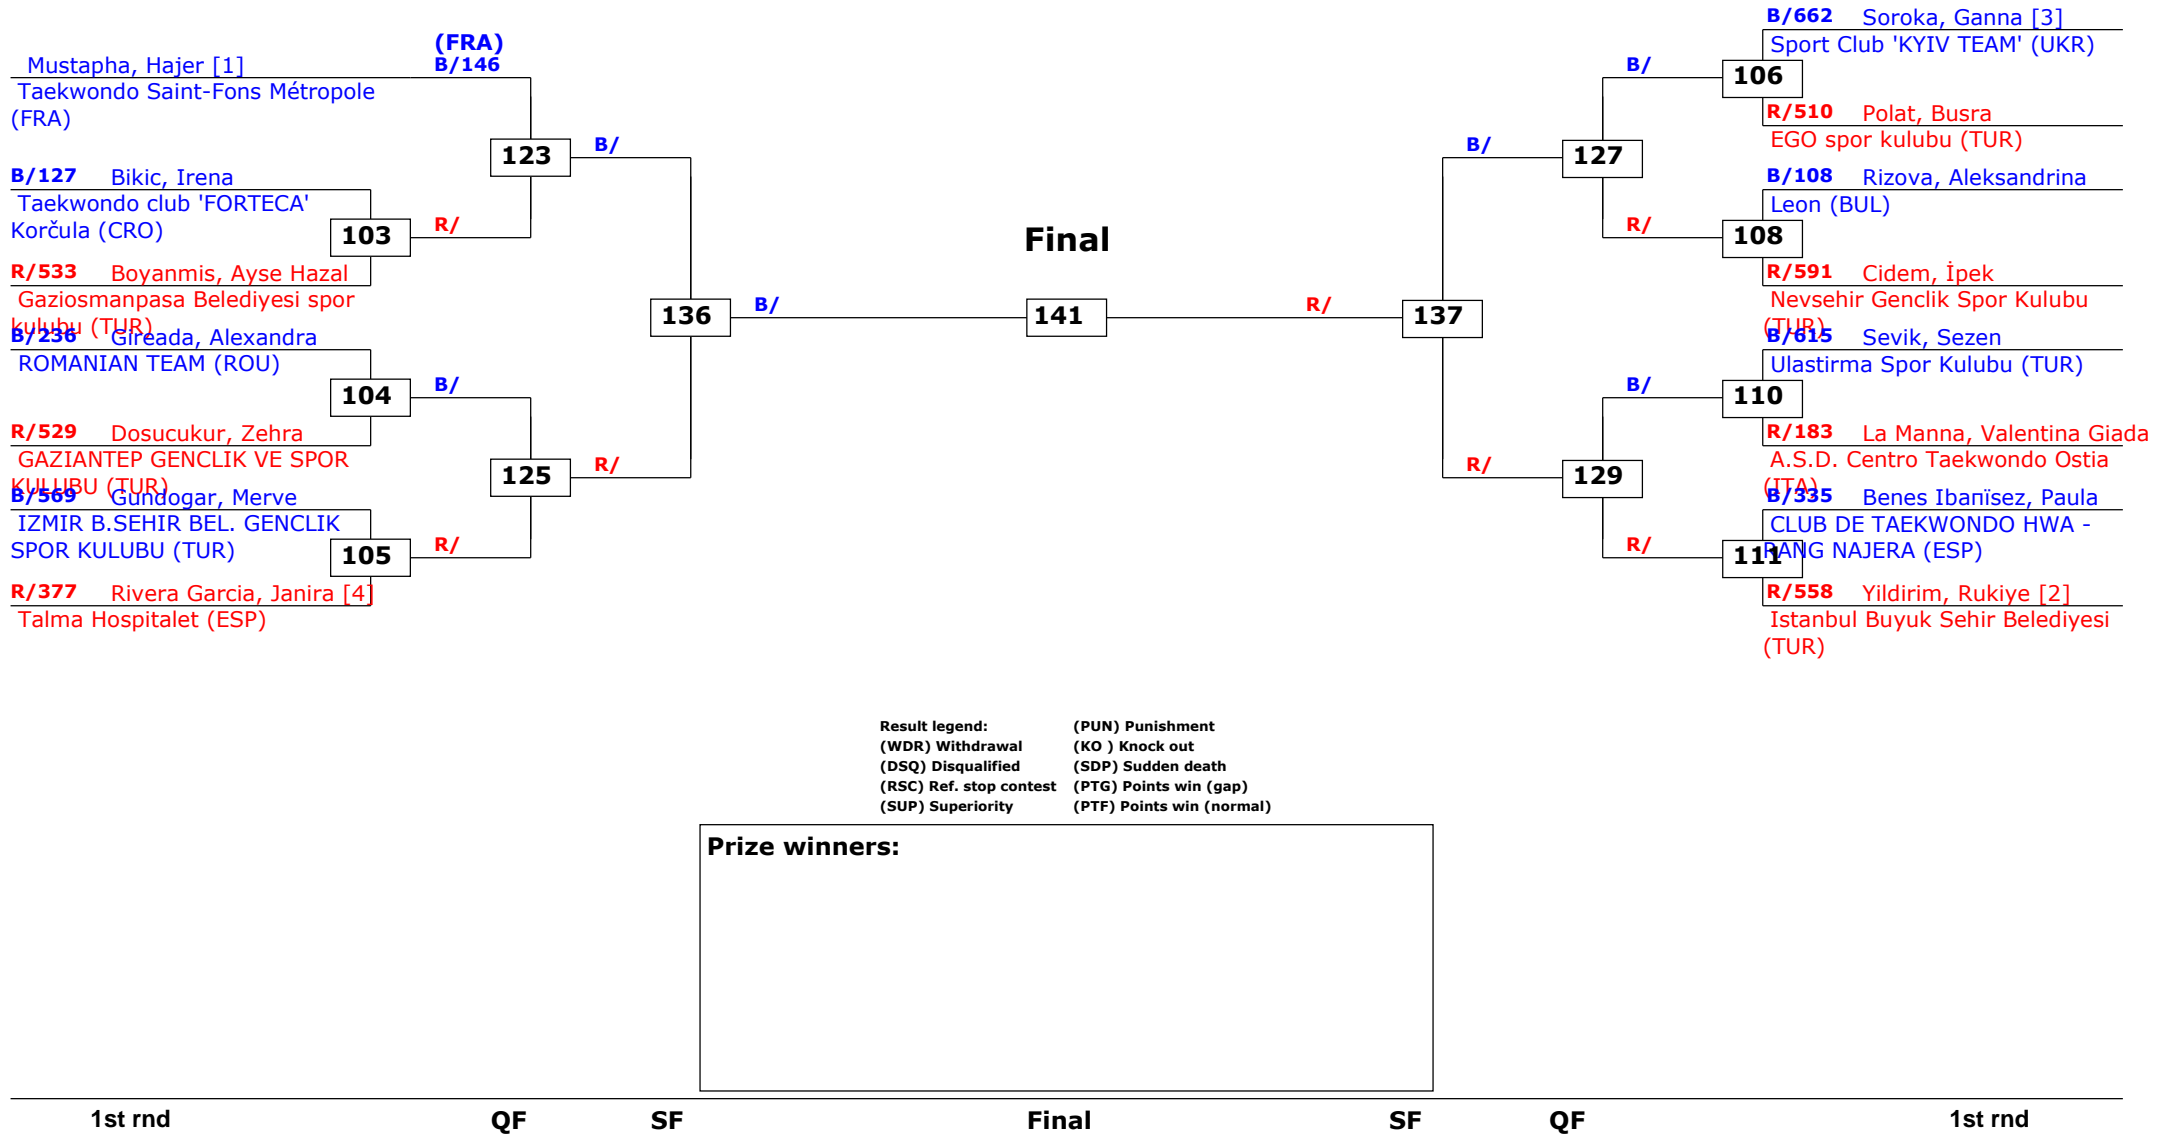 (FRA)
Mustapha, Hajer [1] B/146
Taekwondo Saint-Fons Métropole
(FRA)
123
B/
B/127 Bikic, Irena
Taekwondo club 'FORTECA'
Korčula (CRO)
103
R/
R/533 Boyanmis, Ayse Hazal
Gaziosmanpasa Belediyesi spor
kulubu (TUR)
136
B/
B/236 Gireada, Alexandra
ROMANIAN TEAM (ROU)
104
B/
R/529 Dosucukur, Zehra
GAZIANTEP GENCLIK VE SPOR
KULUBU (TUR)
125
R/
B/569 Gundogar, Merve
IZMIR B.SEHIR BEL. GENCLIK
SPOR KULUBU (TUR)
105
R/
R/377 Rivera Garcia, Janira [4]
Talma Hospitalet (ESP)
Final
141
R/
137
B/662 Soroka, Ganna [3]
Sport Club 'KYIV TEAM' (UKR)
B/
106
R/510 Polat, Busra
EGO spor kulubu (TUR)
B/
127
B/108 Rizova, Aleksandrina
Leon (BUL)
R/
108
R/591 Cidem, İpek
Nevsehir Genclik Spor Kulubu
(TUR)
B/615 Sevik, Sezen
Ulastirma Spor Kulubu (TUR)
B/
110
R/183 La Manna, Valentina Giada
A.S.D. Centro Taekwondo Ostia
(ITA)
R/
129
B/335 Benes Ibanïsez, Paula
CLUB DE TAEKWONDO HWA -
RANG NAJERA (ESP)
R/
111
R/558 Yildirim, Rukiye [2]
Istanbul Buyuk Sehir Belediyesi
(TUR)
Result legend: (PUN) Punishment
(WDR) Withdrawal (KO ) Knock out
(DSQ) Disqualified (SDP) Sudden death
(RSC) Ref. stop contest (PTG) Points win (gap)
(SUP) Superiority (PTF) Points win (normal)
Prize winners:
1st rnd QF SF Final SF QF 1st rnd